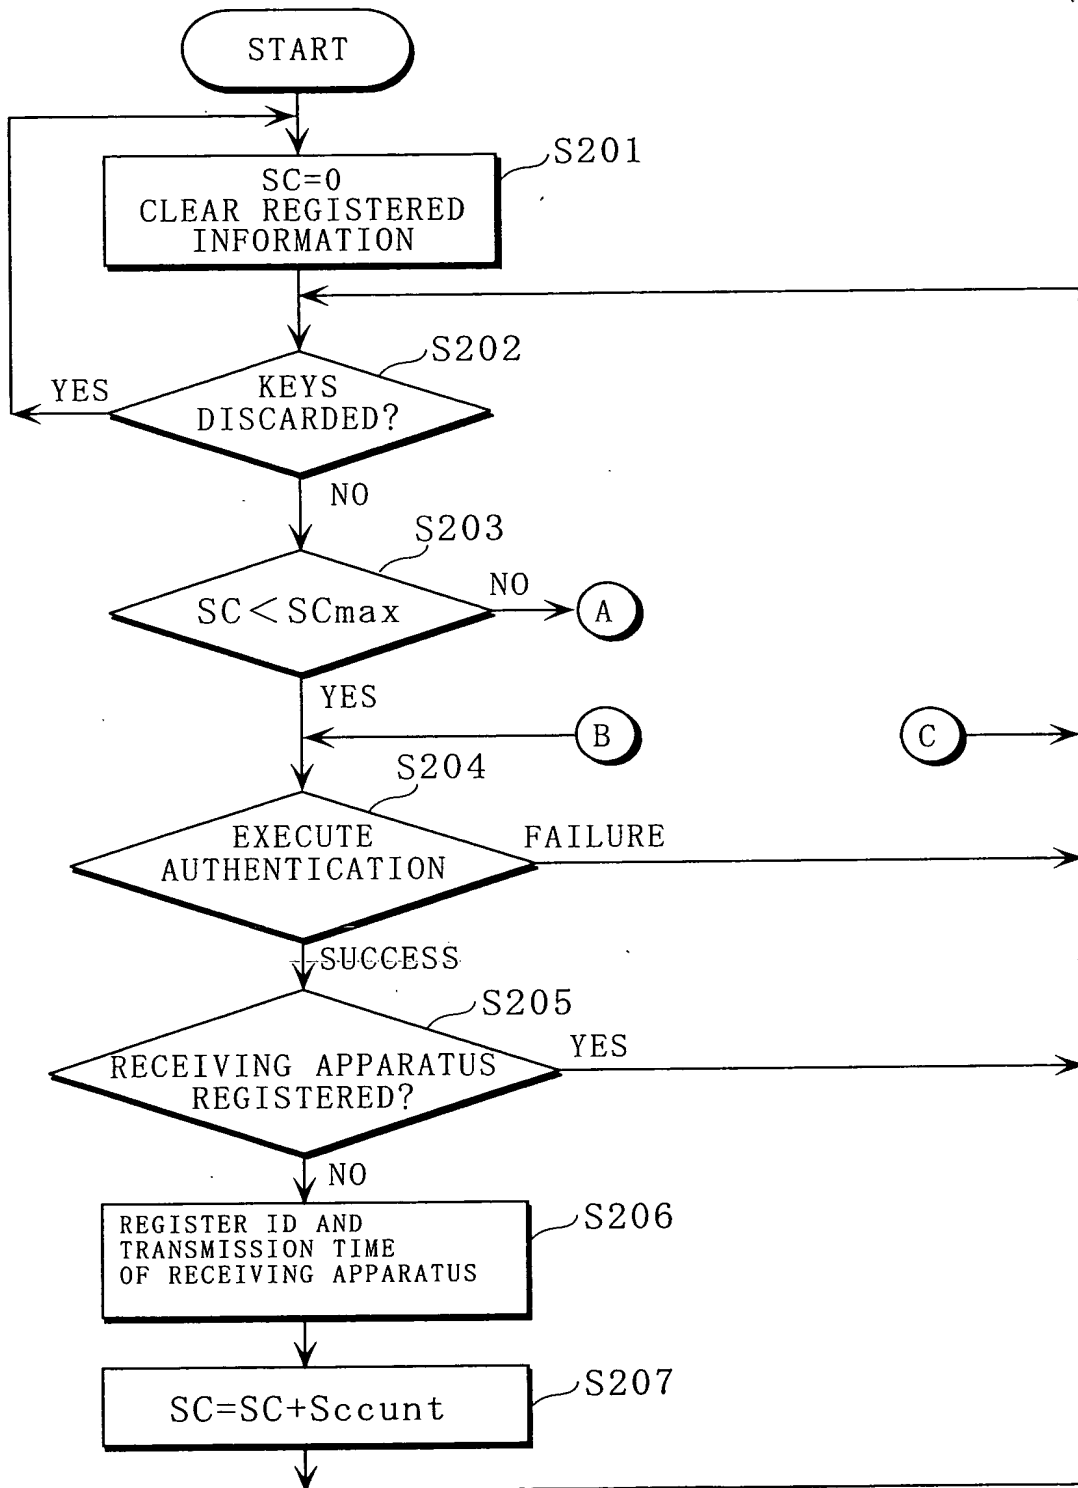 START
S201
SC=0
CLEAR REGISTERED
INFORMATION
S202
YES
KEYS
DISCARDED?
NO
S203
SC<SCmax
NO
A
YES
B
C
S204
EXECUTE
AUTHENTICATION
FAILURE
SUCCESS
S205
RECEIVING APPARATUS
REGISTERED?
YES
NO
S206
REGISTER ID AND
TRANSMISSION TIME
OF RECEIVING APPARATUS
S207
SC=SC+Sccunt